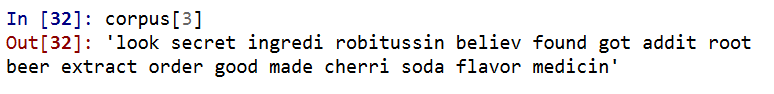 In [32]: corpus[3]
Out[32]: 'look secret ingredi robitussin believ found got addit root
beer extract order good made cherri soda flavor medicin'